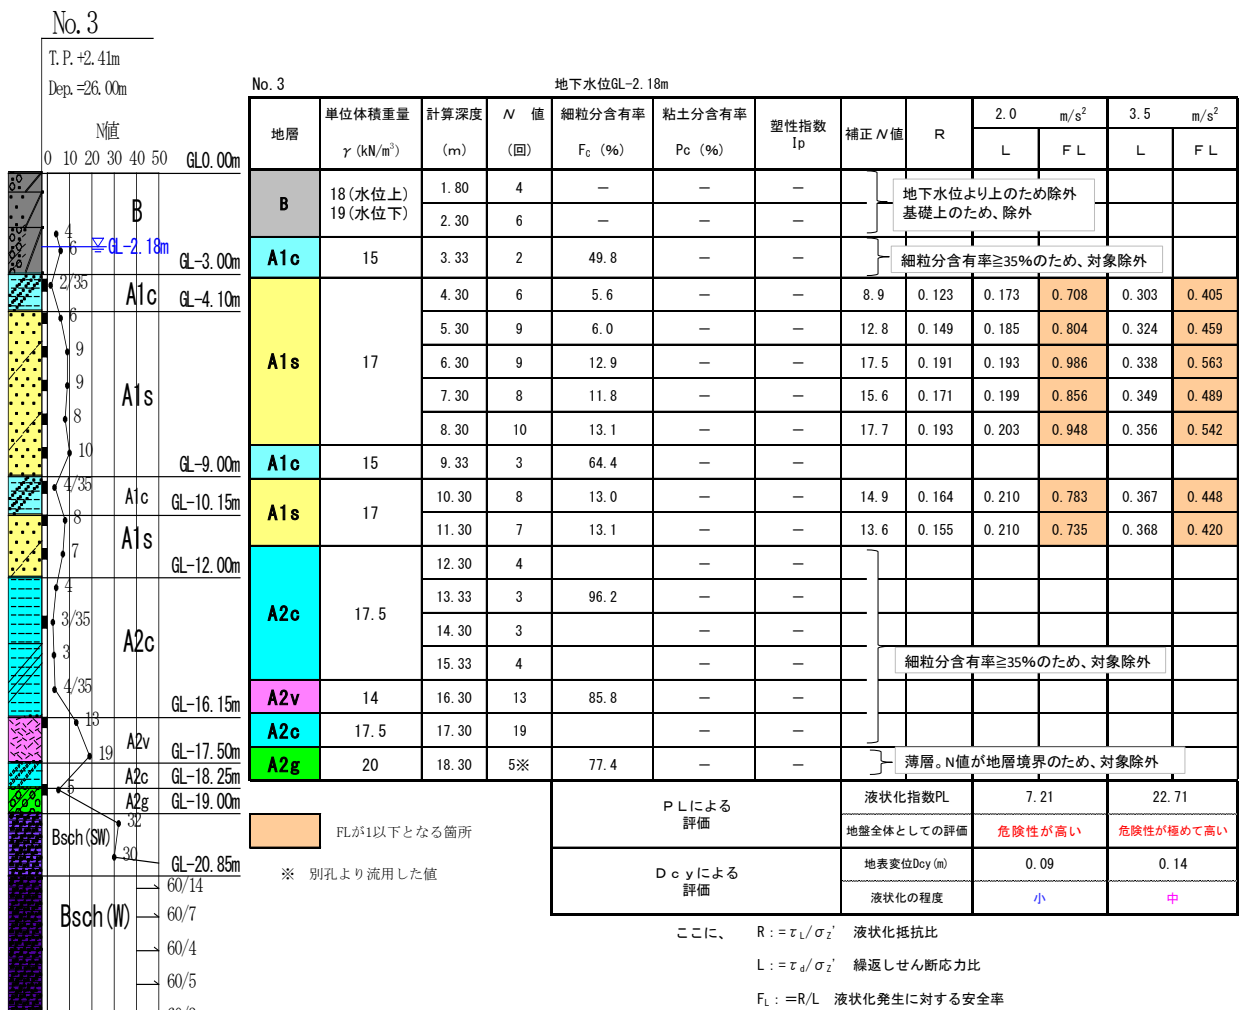 No. 3
T.P. +2.41m
Dep. =26.00m
N値
0 10 20 30 40 50
GL0.00m
B
4
GL-2.18m
6
GL-3.00m
2/35
A1c
GL-4.10m
6
9
9
A1s
8
10
GL-9.00m
4/35
A1c
GL-10.15m
8
A1s
7
GL-12.00m
4
3/35
A2c
3
4/35
GL-16.15m
13
A2v
19
GL-17.50m
A2c
GL-18.25m
5
A2g
GL-19.00m
32
Bsch(SW)
30
GL-20.85m
60/14
Bsch(W)
60/7
60/4
60/5
No. 3 地下水位GL-2.18m
地層 単位体積重量 γ(kN/m³) 計算深度 (m) N 値 (回) 細粒分含有率 FC (%) 粘土分含有率 Pc (%) 塑性指数 Ip 補正N値 R 2.0 m/s² L FL 3.5 m/s² L FL
B 18(水位上) 19(水位下) 1.80 4 — — —
2.30 6 — — —
地下水位より上のため除外
基礎上のため、除外
A1c 15 3.33 2 49.8 — —
細粒分含有率≧35%のため、対象除外
A1s 17 4.30 6 5.6 — — 8.9 0.123 0.173 0.708 0.303 0.405
5.30 9 6.0 — — 12.8 0.149 0.185 0.804 0.324 0.459
6.30 9 12.9 — — 17.5 0.191 0.193 0.986 0.338 0.563
7.30 8 11.8 — — 15.6 0.171 0.199 0.856 0.349 0.489
8.30 10 13.1 — — 17.7 0.193 0.203 0.948 0.356 0.542
A1c 15 9.33 3 64.4 — —
A1s 17 10.30 8 13.0 — — 14.9 0.164 0.210 0.783 0.367 0.448
11.30 7 13.1 — — 13.6 0.155 0.210 0.735 0.368 0.420
A2c 17.5 12.30 4 — —
13.33 3 96.2 — —
14.30 3 — —
15.33 4 — —
細粒分含有率≧35%のため、対象除外
A2v 14 16.30 13 85.8 — —
A2c 17.5 17.30 19 — —
A2g 20 18.30 5※ 77.4 — —
薄層。N値が地層境界のため、対象除外
FLが1以下となる箇所
※ 別孔より流用した値
PLによる
評価
液状化指数PL 7.21 22.71
地盤全体としての評価 危険性が高い 危険性が極めて高い
Dcyによる
評価
地表変位Dcy(m) 0.09 0.14
液状化の程度 小 中
ここに、 R:=τL/σZ' 液状化抵抗比
L:=τd/σZ' 繰返しせん断応力比
FL:=R/L 液状化発生に対する安全率